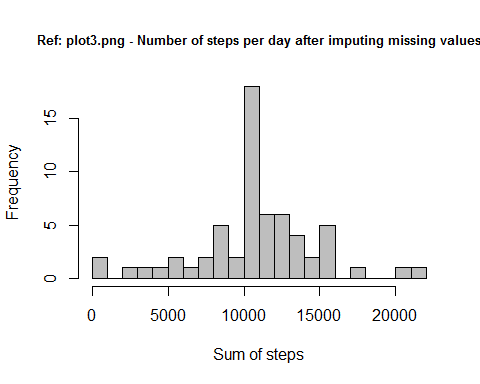 Ref: plot3.png - Number of steps per day after imputing missing values
Frequency
15
10
5
0
0 5000 10000 15000 20000
Sum of steps